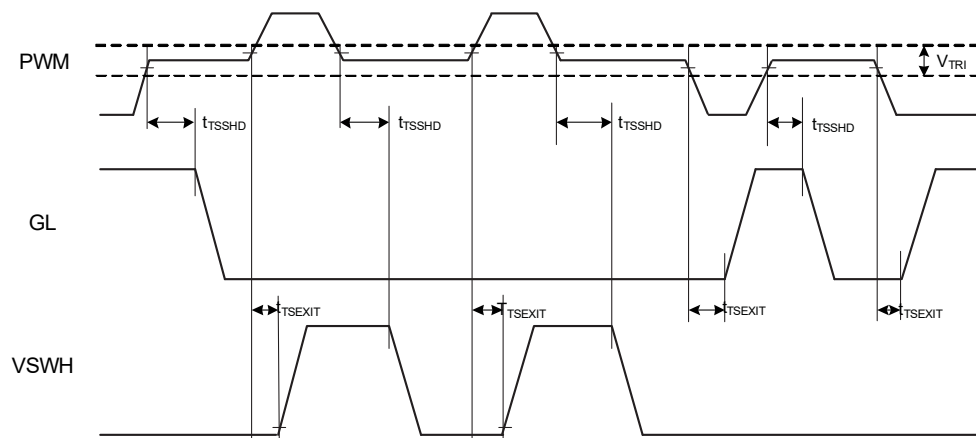 PWM
VTRI
tTSSHD
tTSSHD
tTSSHD
tTSSHD
GL
tTSEXIT
TTSEXIT
tTSEXIT
tTSEXIT
VSWH